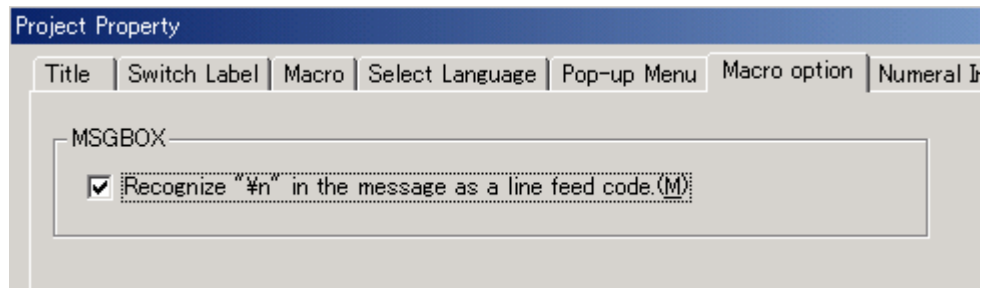 Project Property
Title Switch Label Macro Select Language Pop-up Menu Macro option Numeral
MSGBOX
Recognize "¥n" in the message as a line feed code.(M)